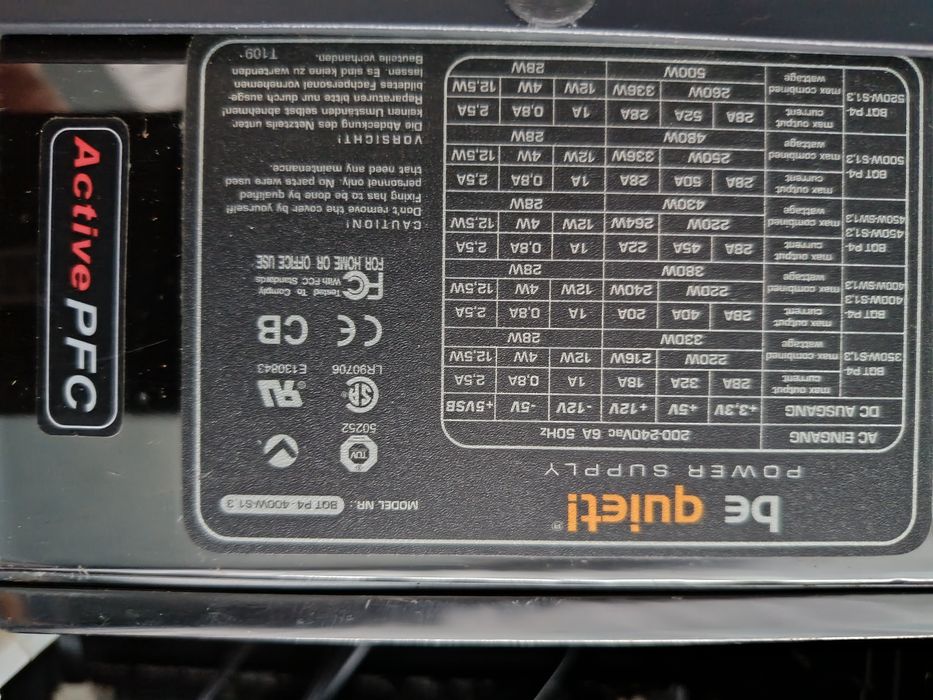 be quiet!®
POWER SUPPLY
AC EINGANG 200-240Vac 6A 50Hz
DC AUSGANG +3,3V +5V +12V -12V -5V +5VSB
BQT P4-
350W-S1.3
max output
current 28A 32A 18A 1A 0,8A 2,5A
max combined
wattage 220W 216W 12W 4W 12,5W
330W 28W
BQT P4-
400W-S1.3
400W-SW13
max output
current 28A 40A 20A 1A 0,8A 2,5A
max combined
wattage 220W 240W 12W 4W 12,5W
380W 28W
BQT P4-
450W-S1.3
450W-SW1.3
max output
current 28A 45A 22A 1A 0,8A 2,5A
max combined
wattage 220W 264W 12W 4W 12,5W
430W 28W
BQT P4-
500W-S1.3
max output
current 28A 50A 28A 1A 0,8A 2,5A
max combined
wattage 250W 336W 12W 4W 12,5W
480W 28W
BQT P4-
520W-S1.3
max output
current 28A 52A 28A 1A 0,8A 2,5A
max combined
wattage 260W 336W 12W 4W 12,5W
500W 28W
MODEL NR.: BQT P4-400W-S1.3
TÜV
50252
LR90706 E130843
CE CB
FC Tested To Comply
With FCC Standards
FOR HOME OR OFFICE USE
CAUTION!
Don't remove the cover by yourself!
Fixing has to be done by qualified
personnel only. No parts were used
that need any maintenance.
VORSICHT!
Die Abdeckung des Netzteils unter
keinen Umständen selbst abnehmen!
Reparaturen bitte nur durch ausge-
bildetes Fachpersonal vornehmen
lassen. Es sind keine zu wartenden
Bauteile vorhanden.
T109
Active PFC